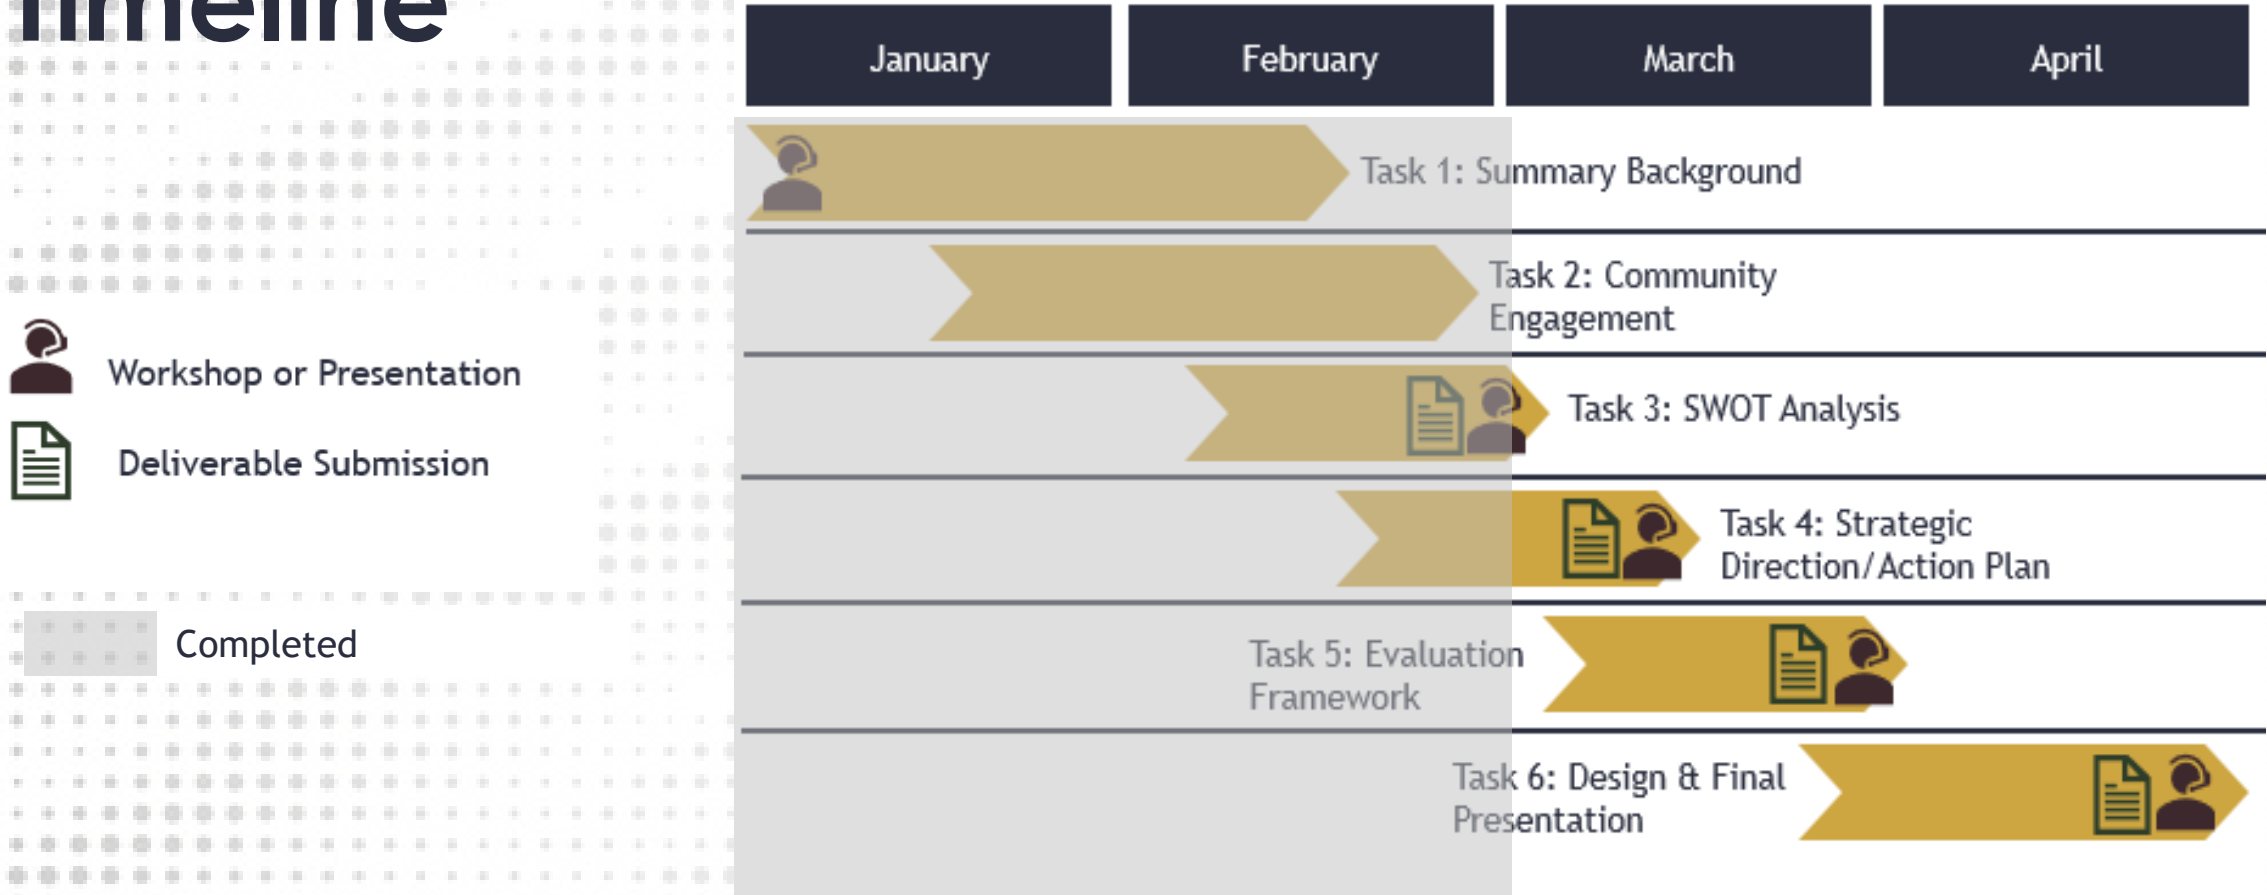 Timeline
January
February
March
April
Task 1: Summary Background
Task 2: Community
Engagement
Workshop or Presentation
Task 3: SWOT Analysis
Deliverable Submission
Task 4: Strategic
Direction/Action Plan
Completed
Task 5: Evaluation
Framework
Task 6: Design & Final
Presentation